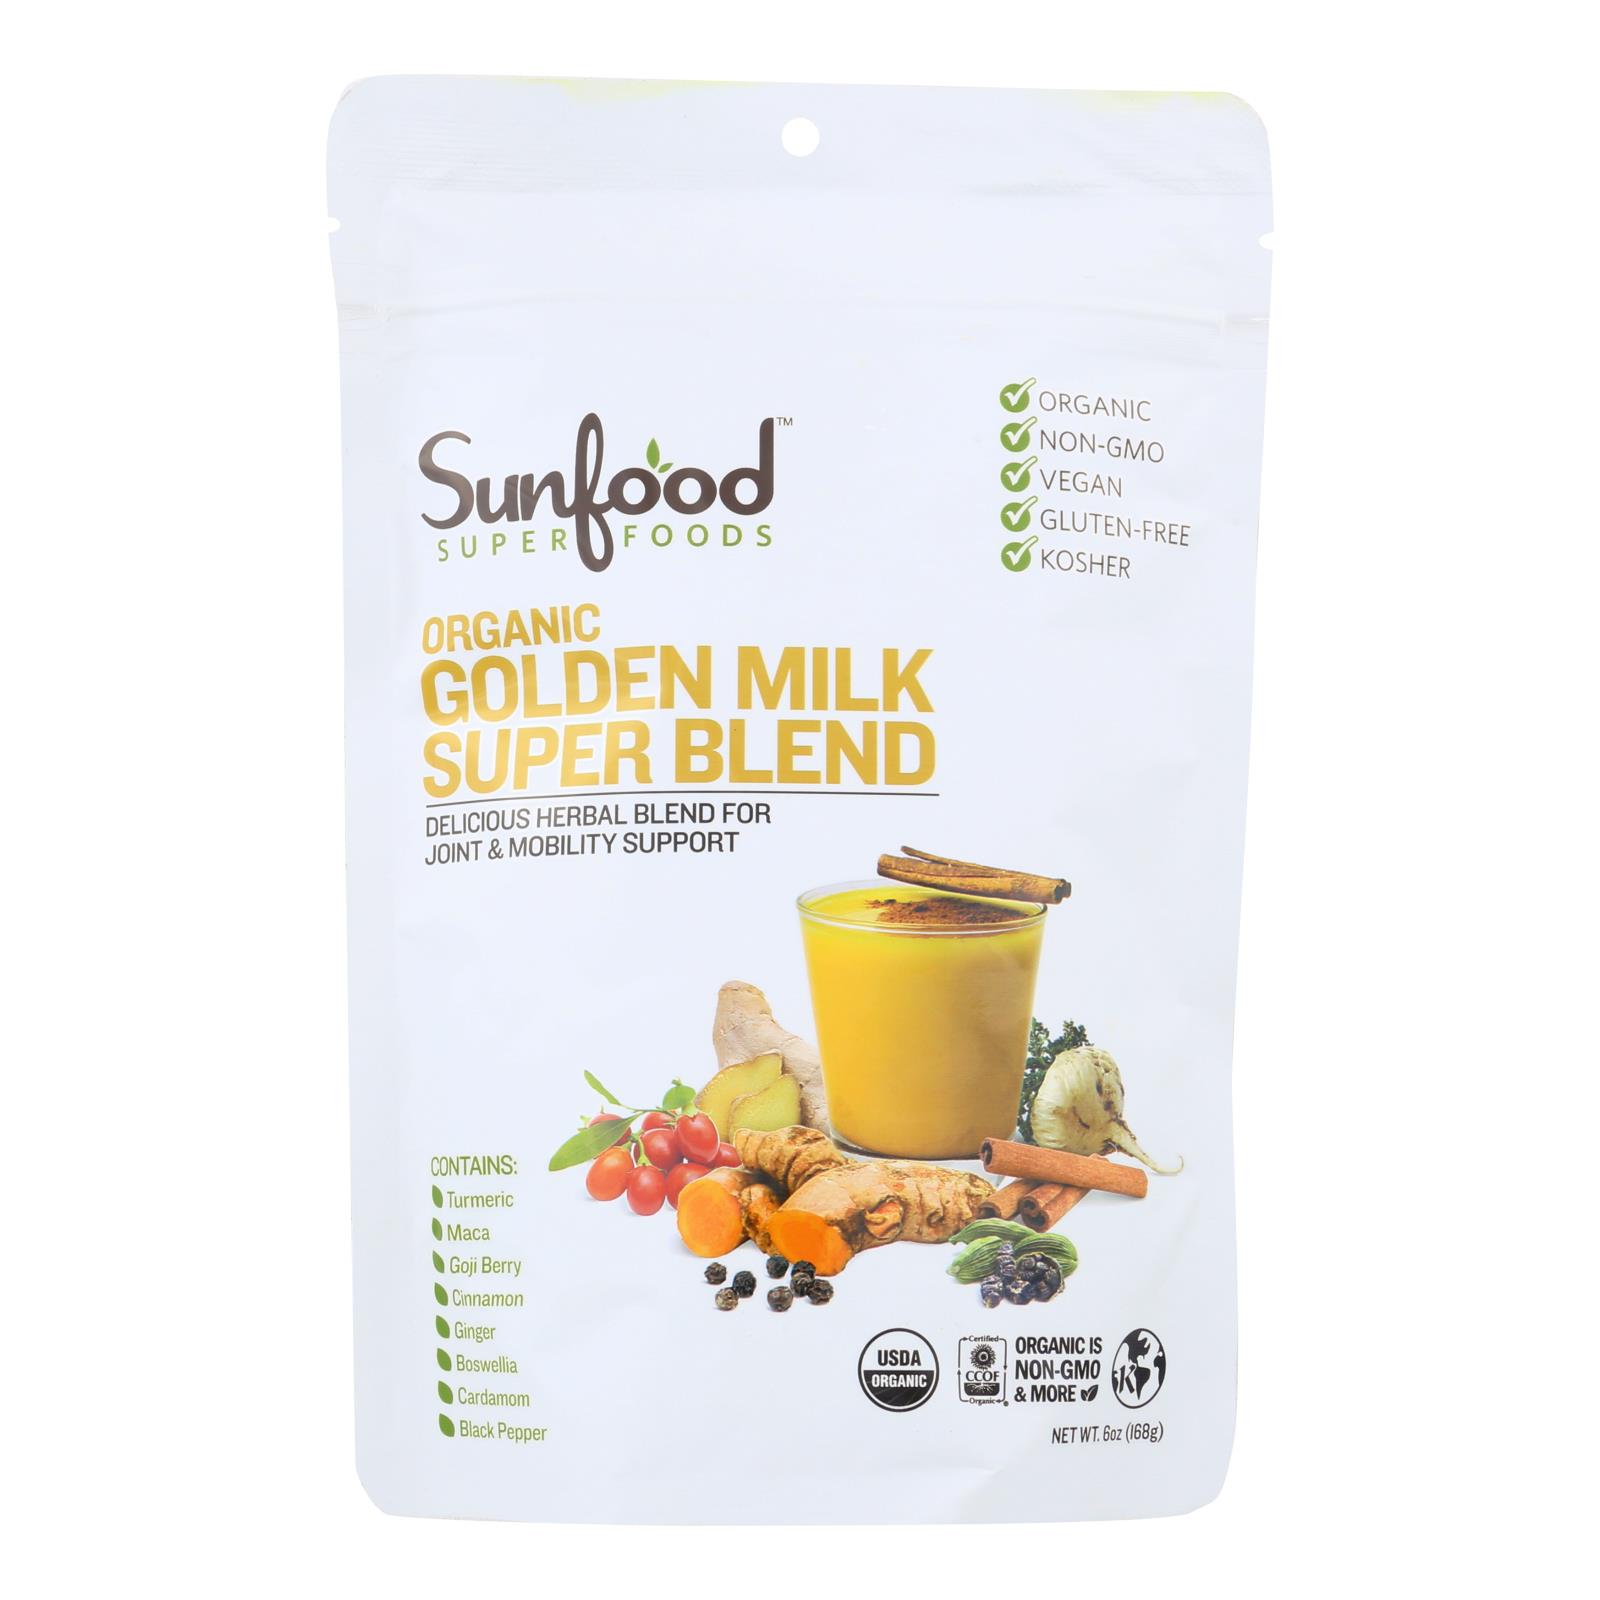 Sunfood™
SUPERFOODS
ORGANIC
NON-GMO
VEGAN
GLUTEN-FREE
KOSHER
ORGANIC
GOLDEN MILK
SUPER BLEND
DELICIOUS HERBAL BLEND FOR
JOINT & MOBILITY SUPPORT
CONTAINS:
Turmeric
Maca
Goji Berry
Cinnamon
Ginger
Boswellia
Cardamom
Black Pepper
USDA
ORGANIC
Certified
CCOF
Organic
ORGANIC IS
NON-GMO
& MORE
K
NET WT. 6oz (168g)